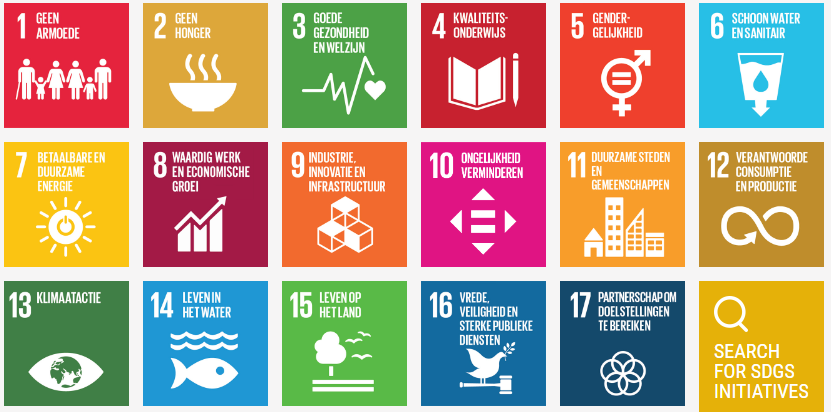 1 GEEN
ARMOEDE
2 GEEN
HONGER
3 GOEDE
GEZONDHEID
EN WELZIJN
4 KWALITEITS-
ONDERWIJS
5 GENDER-
GELIJKHEID
6 SCHOON WATER
EN SANITAIR
7 BETAALBARE EN
DUURZAME
ENERGIE
8 WAARDIG WERK
EN ECONOMISCHE
GROEI
9 INDUSTRIE,
INNOVATIE EN
INFRASTRUCTUUR
10 ONGELIJKHEID
VERMINDEREN
11 DUURZAME STEDEN
EN
GEMEENSCHAPPEN
12 VERANTWOORDE
CONSUMPTIE
EN PRODUCTIE
13 KLIMAATACTIE
14 LEVEN IN
HET WATER
15 LEVEN OP
HET LAND
16 VREDE,
VEILIGHEID EN
STERKE PUBLIEKE
DIENSTEN
17 PARTNERSCHAP OM
DOELSTELLINGEN
TE BEREIKEN
SEARCH
FOR SDGS
INITIATIVES